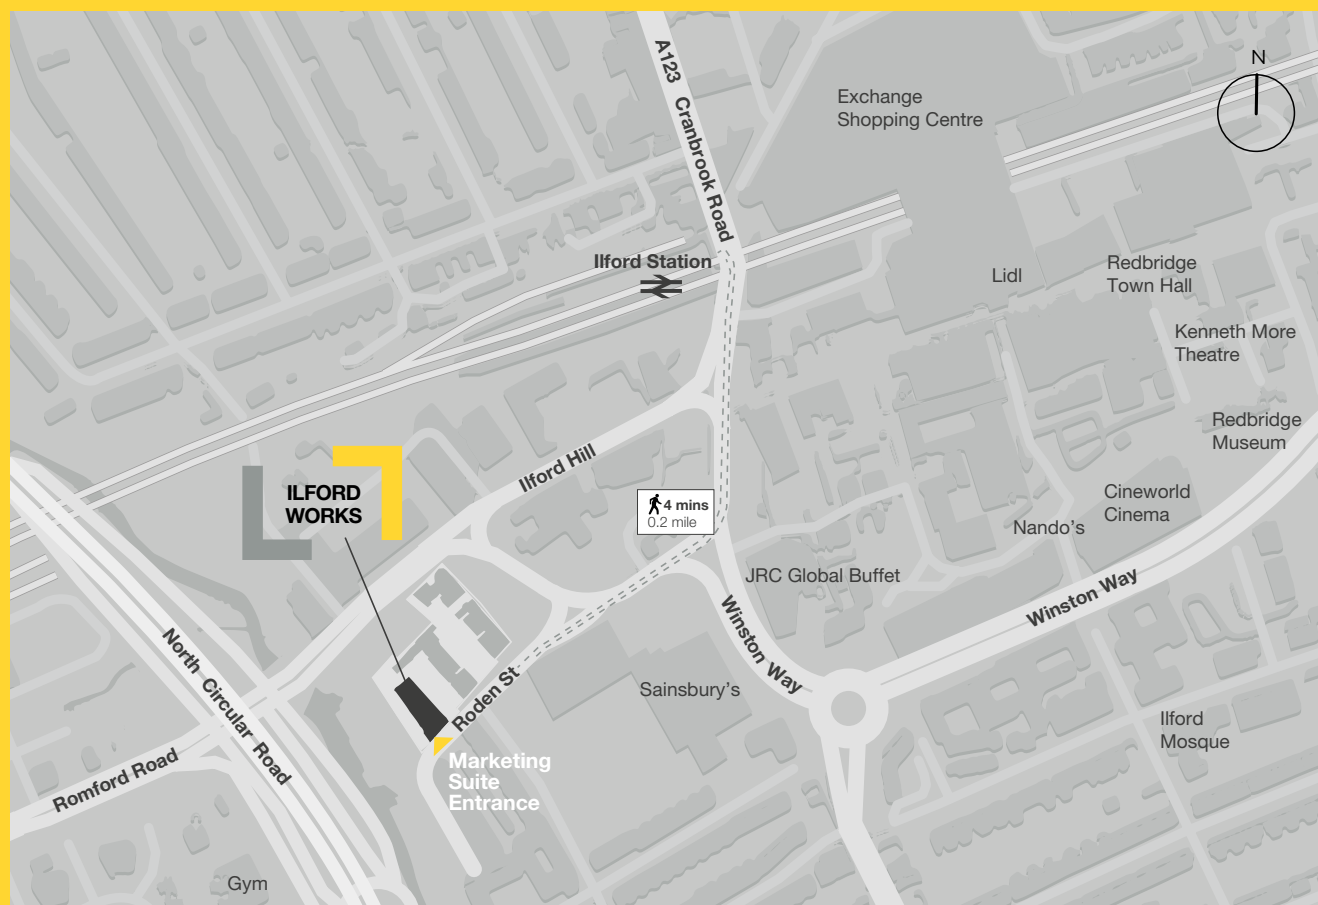 A123 Cranbrook Road
N
Exchange
Shopping Centre
Ilford Station
Lidl
Redbridge
Town Hall
Kenneth More
Theatre
Redbridge
Museum
Ilford Hill
ILFORD
WORKS
4 mins
0.2 mile
Cineworld
Cinema
Nando’s
JRC Global Buffet
Winston Way
Winston Way
North Circular Road
Roden St
Sainsbury’s
Ilford
Mosque
Romford Road
Marketing
Suite
Entrance
Gym